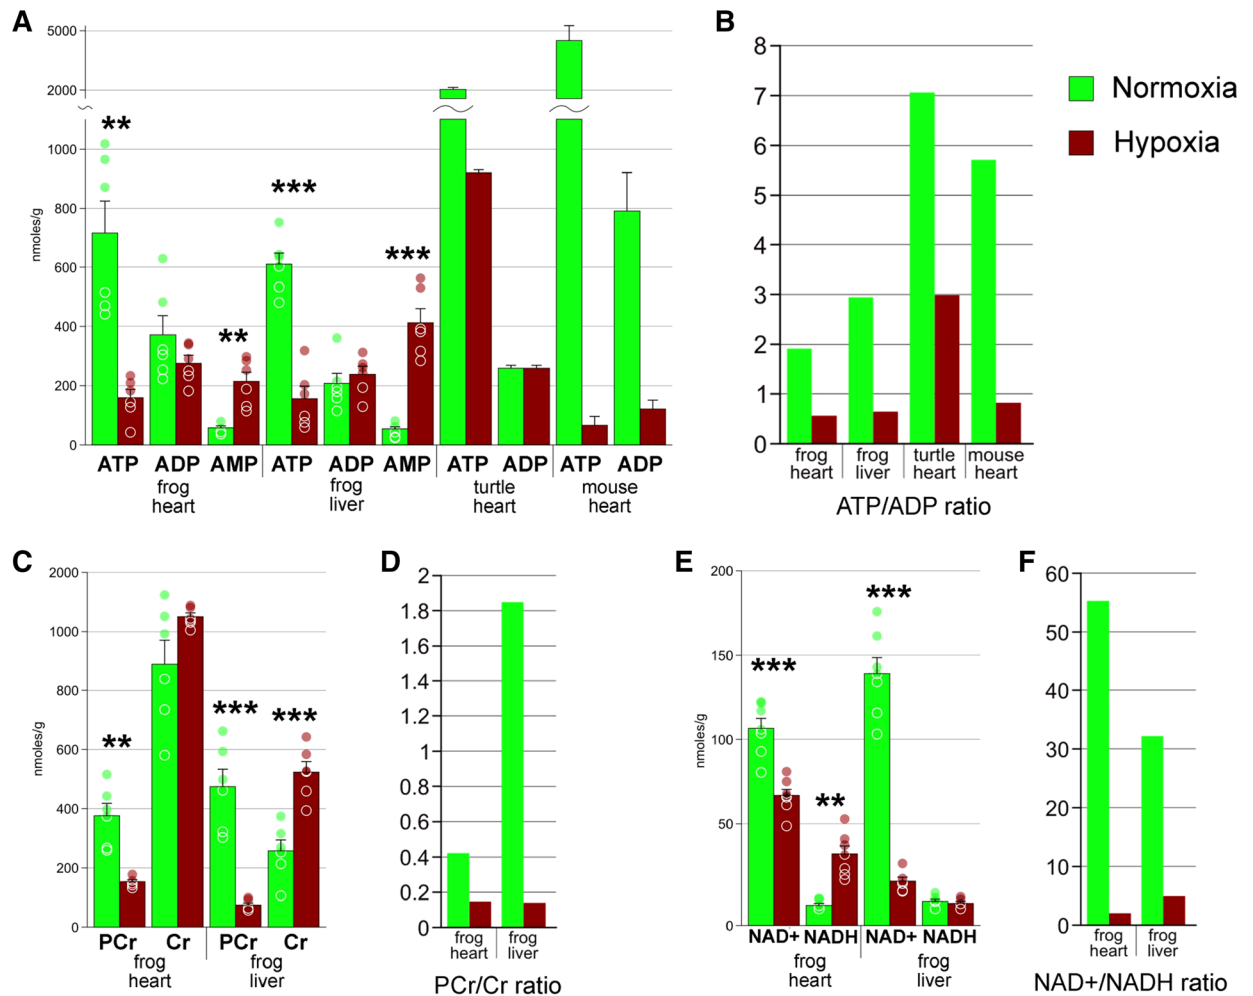 A
5000
2000
1000
800
600
400
200
0
nmoles/g
**
**
***
***
ATP ADP AMP ATP ADP AMP ATP ADP ATP ADP
frog heart
frog liver
turtle heart
mouse heart
B
8
7
6
5
4
3
2
1
0
frog heart
frog liver
turtle heart
mouse heart
ATP/ADP ratio
Normoxia
Hypoxia
C
2000
1000
800
600
400
200
0
nmoles/g
**
***
***
PCr Cr PCr Cr
frog heart
frog liver
D
2
1.8
1.6
1.4
1.2
1
0.8
0.6
0.4
0.2
0
frog heart
frog liver
PCr/Cr ratio
E
200
150
100
50
0
nmoles/g
***
**
***
NAD+ NADH NAD+ NADH
frog heart
frog liver
F
60
50
40
30
20
10
0
frog heart
frog liver
NAD+/NADH ratio